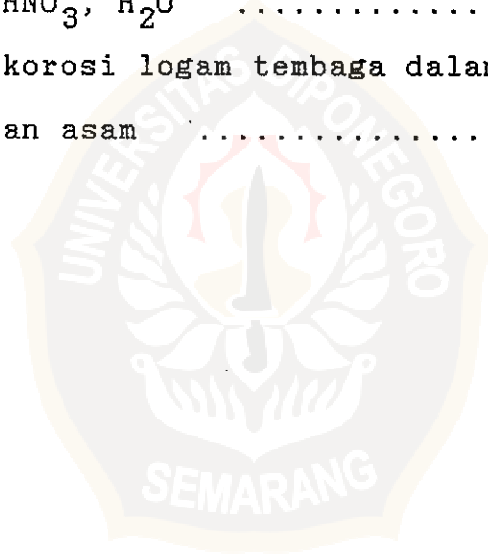 HNO3, H2O .............
korosi logam tembaga dalam
an asam ...............
UNIVERSITAS DIPONEGORO
SEMARANG